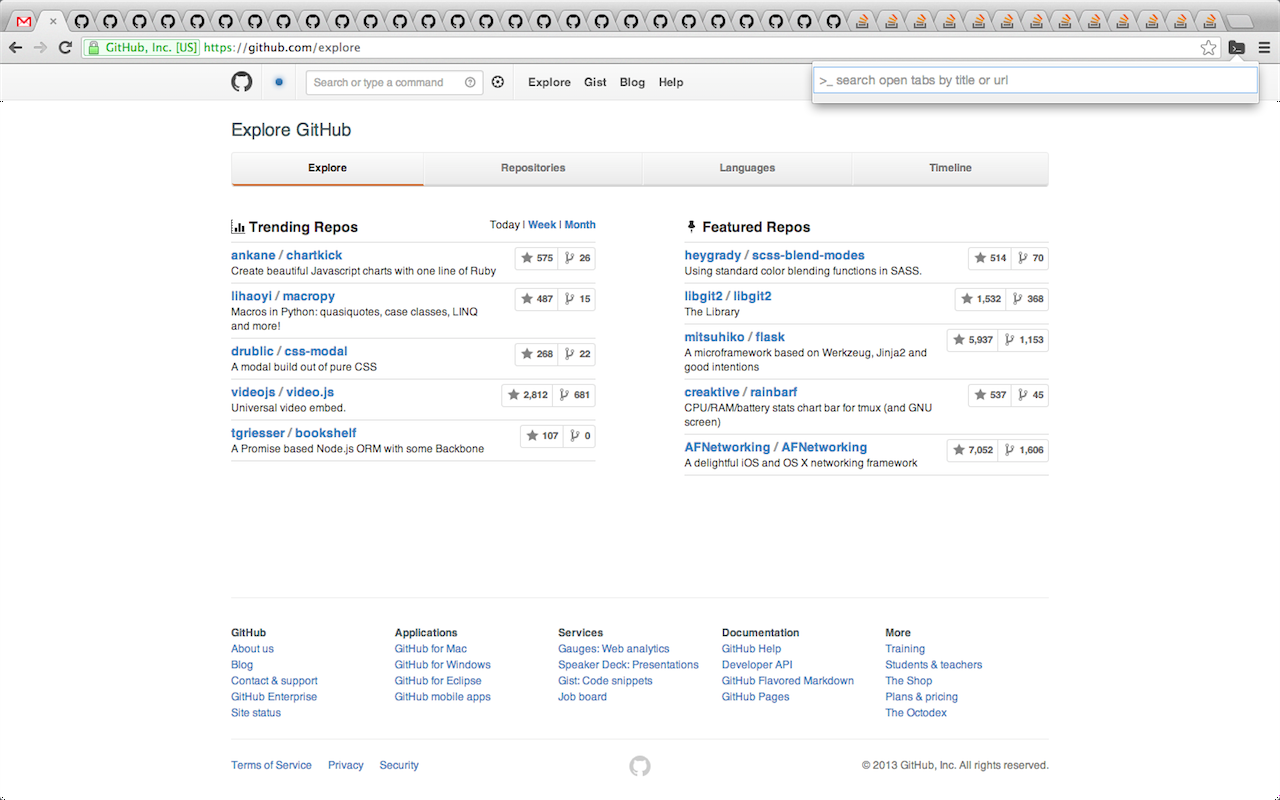 GitHub, Inc. [US] https://github.com/explore
Search or type a command
Explore Gist Blog Help
>_ search open tabs by title or url
Explore GitHub
Explore Repositories Languages Timeline
Trending Repos Today | Week | Month
ankane / chartkick 575 26
Create beautiful Javascript charts with one line of Ruby
lihaoyi / macropy 487 15
Macros in Python: quasiquotes, case classes, LINQ
and more!
drublic / css-modal 268 22
A modal build out of pure CSS
videojs / video.js 2,812 681
Universal video embed.
tgriesser / bookshelf 107 0
A Promise based Node.js ORM with some Backbone
Featured Repos
heygrady / scss-blend-modes 514 70
Using standard color blending functions in SASS.
libgit2 / libgit2 1,532 368
The Library
mitsuhiko / flask 5,937 1,153
A microframework based on Werkzeug, Jinja2 and
good intentions
creaktive / rainbarf 537 45
CPU/RAM/battery stats chart bar for tmux (and GNU
screen)
AFNetworking / AFNetworking 7,052 1,606
A delightful iOS and OS X networking framework
GitHub
About us
Blog
Contact & support
GitHub Enterprise
Site status
Applications
GitHub for Mac
GitHub for Windows
GitHub for Eclipse
GitHub mobile apps
Services
Gauges: Web analytics
Speaker Deck: Presentations
Gist: Code snippets
Job board
Documentation
GitHub Help
Developer API
GitHub Flavored Markdown
GitHub Pages
More
Training
Students & teachers
The Shop
Plans & pricing
The Octodex
Terms of Service Privacy Security
© 2013 GitHub, Inc. All rights reserved.